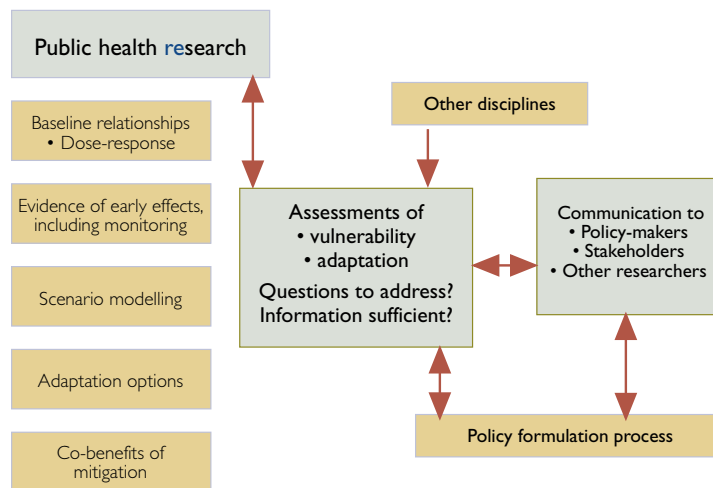 Public health research
Baseline relationships
• Dose-response
Evidence of early effects,
including monitoring
Scenario modelling
Adaptation options
Co-benefits of
mitigation
Other disciplines
Assessments of
• vulnerability
• adaptation
Questions to address?
Information sufficient?
Communication to
• Policy-makers
• Stakeholders
• Other researchers
Policy formulation process